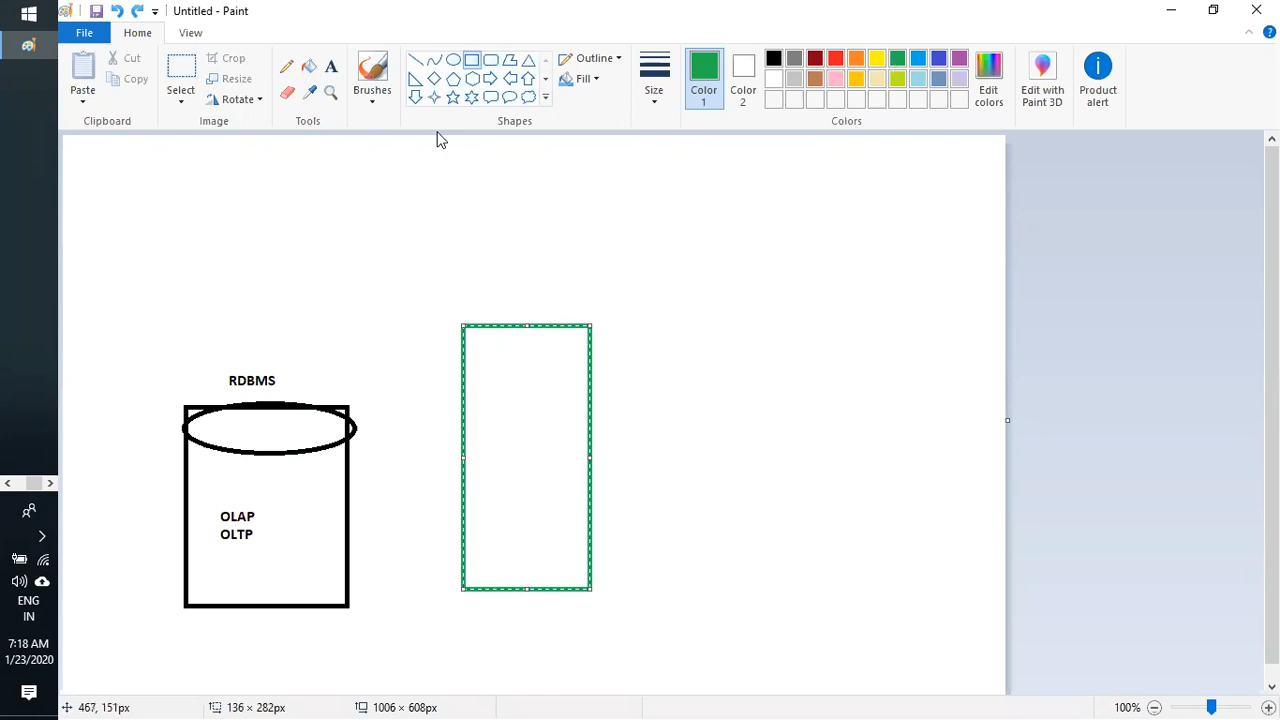 Untitled - Paint
File Home View
Paste
Cut
Copy
Clipboard
Select
Crop
Resize
Rotate
Image
A
Tools
Brushes
Shapes
Outline
Fill
Size
Color 1
Color 2
Colors
Edit colors
Edit with Paint 3D
Product alert
RDBMS
OLAP
OLTP
ENG
IN
7:18 AM
1/23/2020
467, 151px
136 × 282px
1006 × 608px
100%